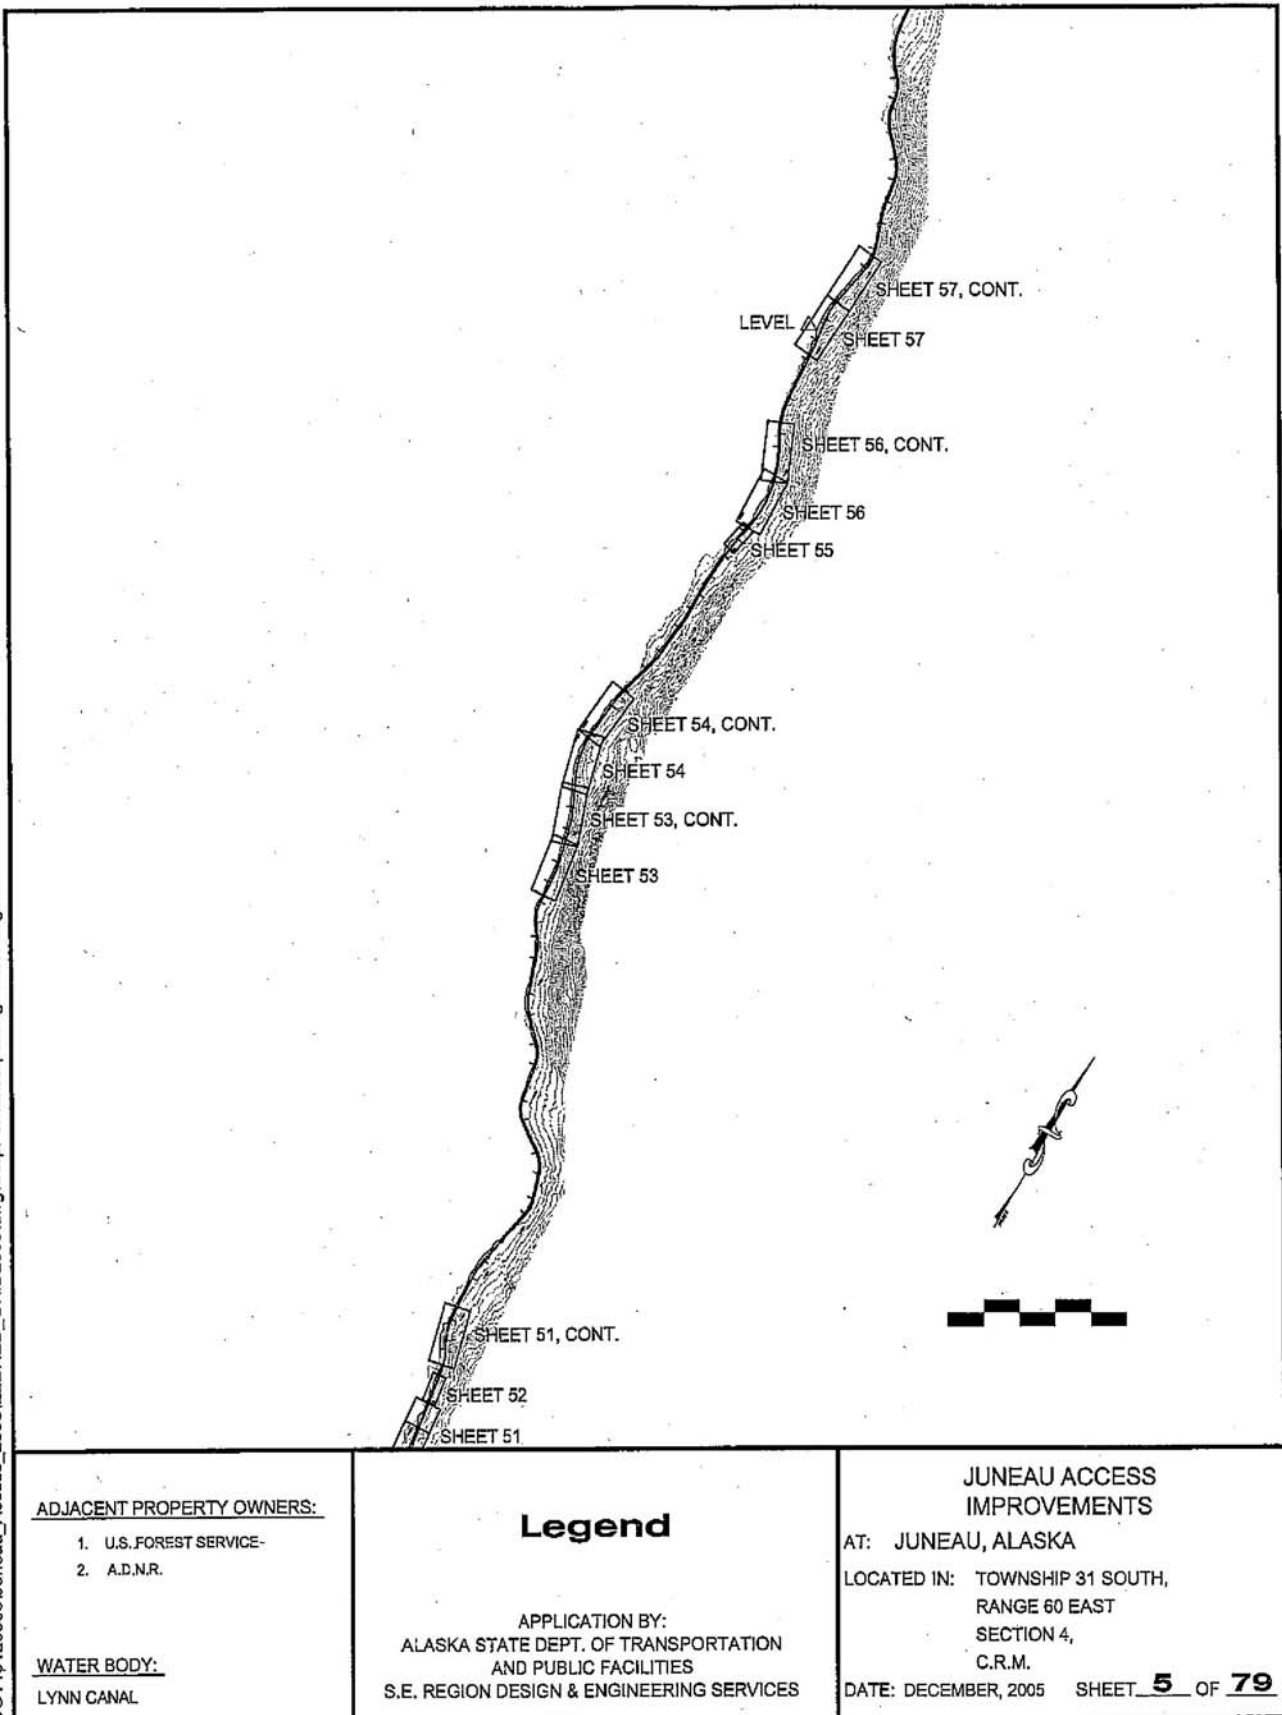 SHEET 57, CONT.
LEVEL
SHEET 57
SHEET 56, CONT.
SHEET 56
SHEET 55
SHEET 54, CONT.
SHEET 54
SHEET 53, CONT.
SHEET 53
SHEET 51, CONT.
SHEET 52
SHEET 51
ADJACENT PROPERTY OWNERS:
1. U.S. FOREST SERVICE-
2. A.D.N.R.
WATER BODY:
LYNN CANAL
Legend
APPLICATION BY:
ALASKA STATE DEPT. OF TRANSPORTATION
AND PUBLIC FACILITIES
S.E. REGION DESIGN & ENGINEERING SERVICES
JUNEAU ACCESS
IMPROVEMENTS
AT: JUNEAU, ALASKA
LOCATED IN: TOWNSHIP 31 SOUTH,
RANGE 60 EAST
SECTION 4,
C.R.M.
DATE: DECEMBER, 2005 SHEET 5 OF 79